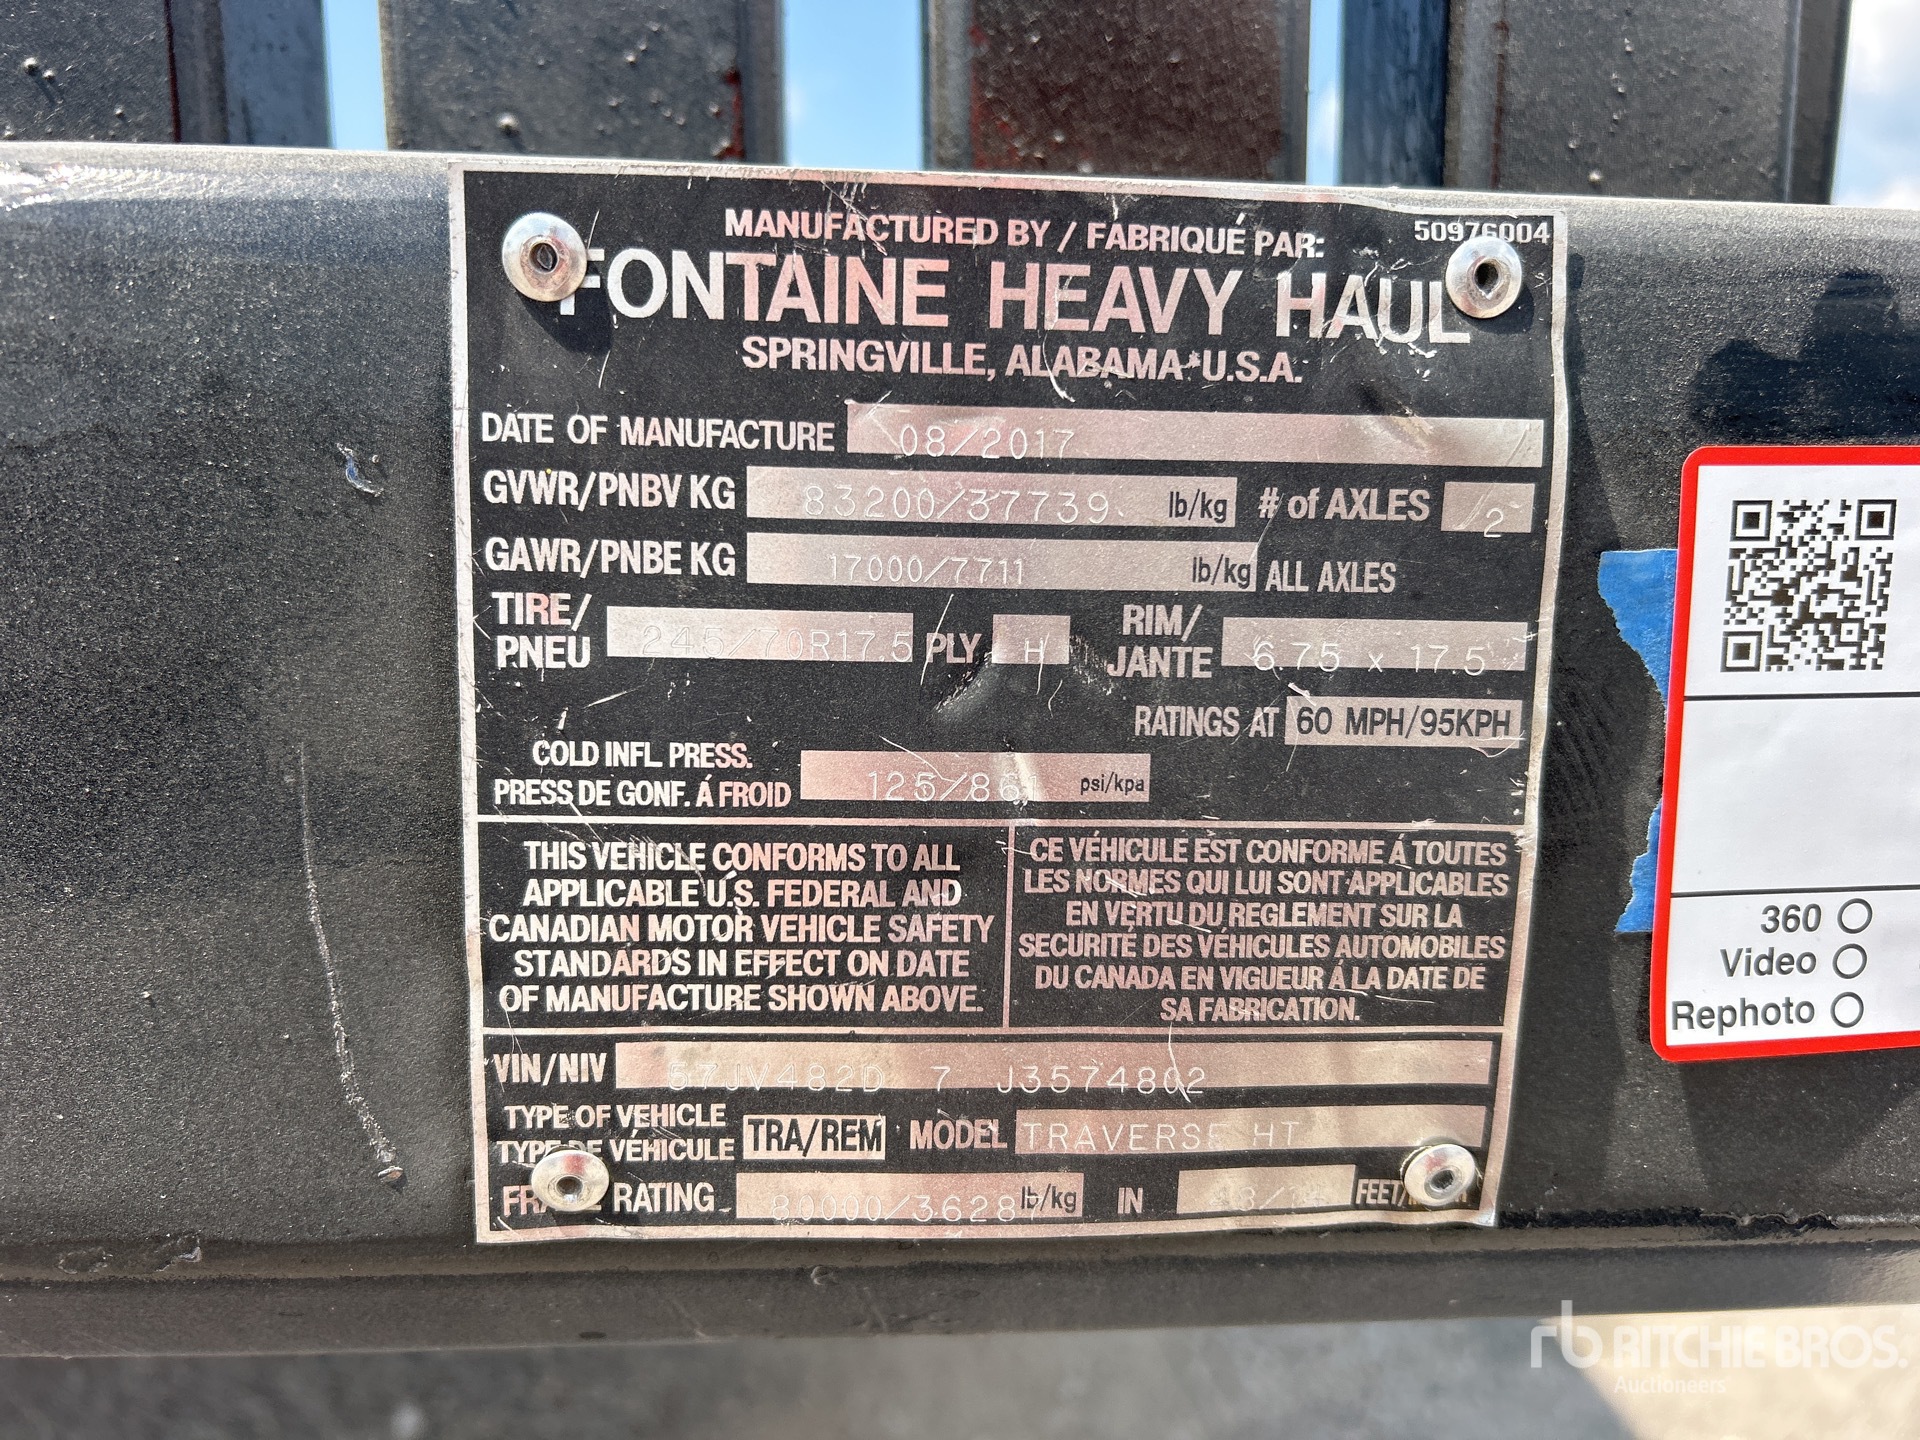 MANUFACTURED BY / FABRIQUÉ PAR:
50976004
FONTAINE HEAVY HAUL
SPRINGVILLE, ALABAMA U.S.A.
DATE OF MANUFACTURE 08/2017 /
GVWR/PNBV KG 83200/37739 lb/kg # of AXLES 2
GAWR/PNBE KG 17000/7711 lb/kg ALL AXLES
TIRE/
PNEU 245/70R17.5 PLY H RIM/
JANTE 6.75 x 17.5
RATINGS AT 60 MPH/95KPH
COLD INFL PRESS.
PRESS DE GONF. Á FROID 125/861 psi/kpa
THIS VEHICLE CONFORMS TO ALL
APPLICABLE U.S. FEDERAL AND
CANADIAN MOTOR VEHICLE SAFETY
STANDARDS IN EFFECT ON DATE
OF MANUFACTURE SHOWN ABOVE.
CE VÉHICULE EST CONFORME Á TOUTES
LES NORMES QUI LUI SONT APPLICABLES
EN VERTU DU REGLEMENT SUR LA
SECURITÉ DES VÉHICULES AUTOMOBILES
DU CANADA EN VIGUEUR Á LA DATE DE
SA FABRICATION.
VIN/NIV 57JV482D 7 J3574802
TYPE OF VEHICLE
TYPE DE VÉHICULE TRA/REM MODEL TRAVERSE HT
RATING 80000/36287 lb/kg IN
360
Video
Rephoto
rb RITCHIE BROS.
Auctioneers